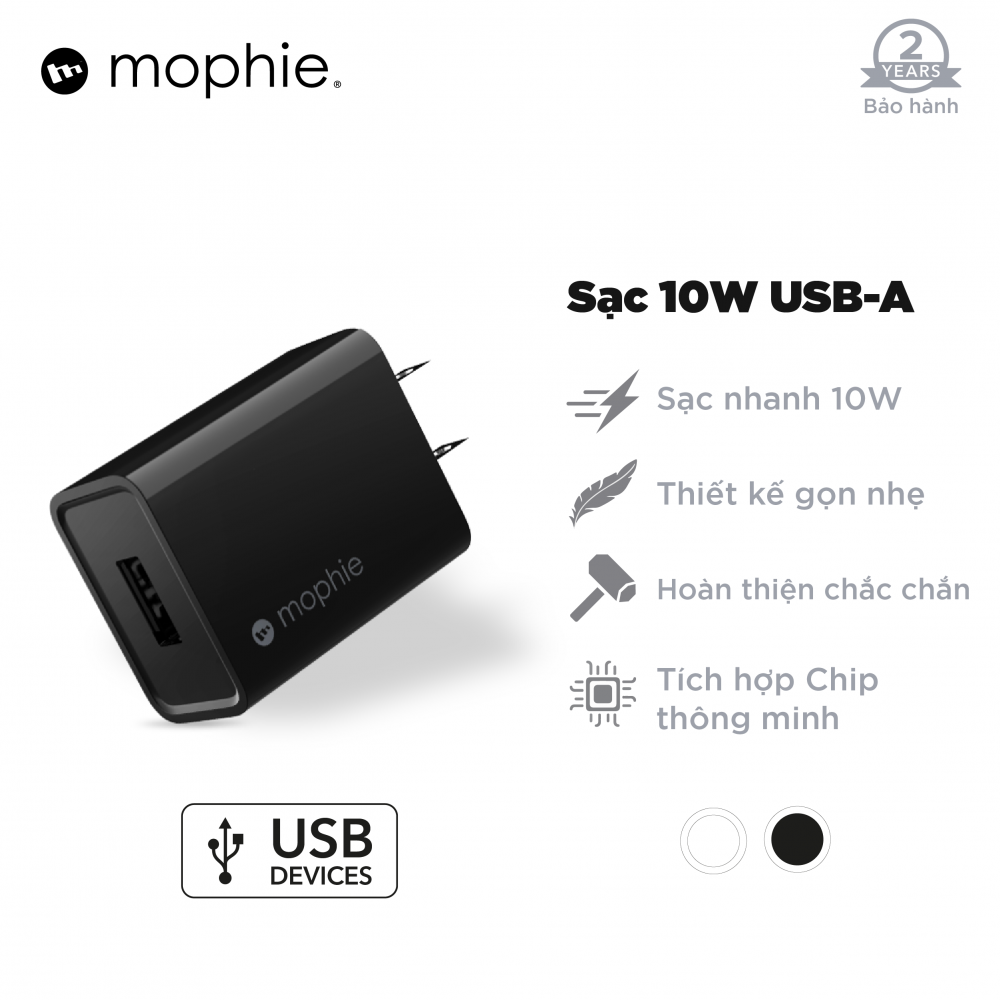 mophie®
2
YEARS
Bảo hành
Sạc 10W USB-A
Sạc nhanh 10W
Thiết kế gọn nhẹ
Hoàn thiện chắc chắn
Tích hợp Chip
thông minh
mophie
USB
DEVICES